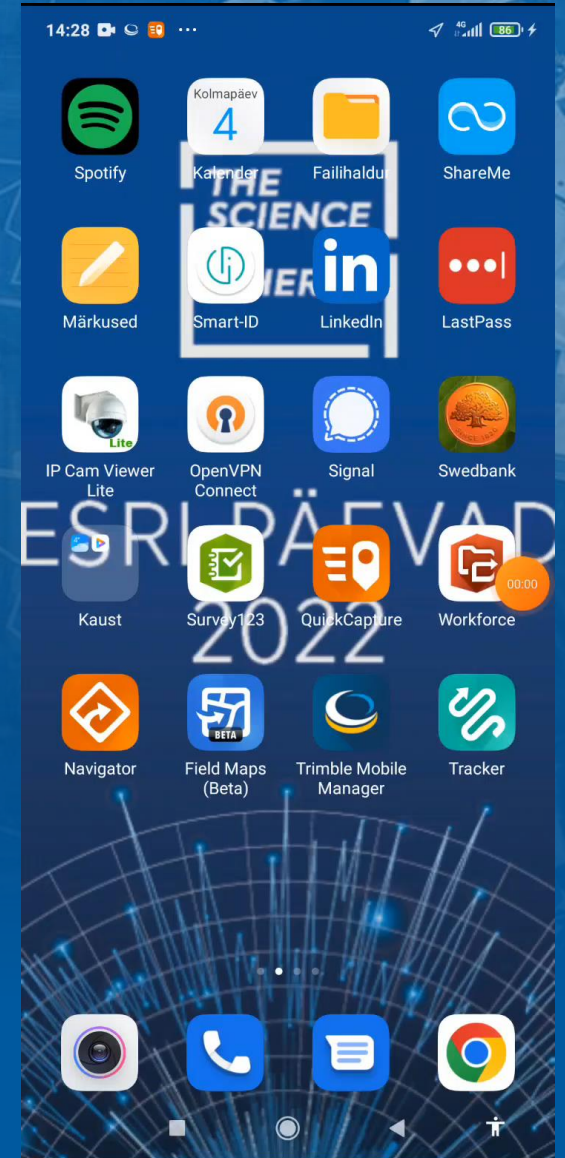 14:28
4G
86
Kolmapäev
4
Spotify
Kalender
Failihaldur
ShareMe
THE
SCIENCE
in
Märkused
Smart-ID
LinkedIn
LastPass
Lite
IP Cam Viewer
Lite
OpenVPN
Connect
Signal
Swedbank
ESRI PÄEVAD
2022
00:00
Kaust
Survey123
QuickCapture
Workforce
BETA
Navigator
Field Maps
(Beta)
Trimble Mobile
Manager
Tracker